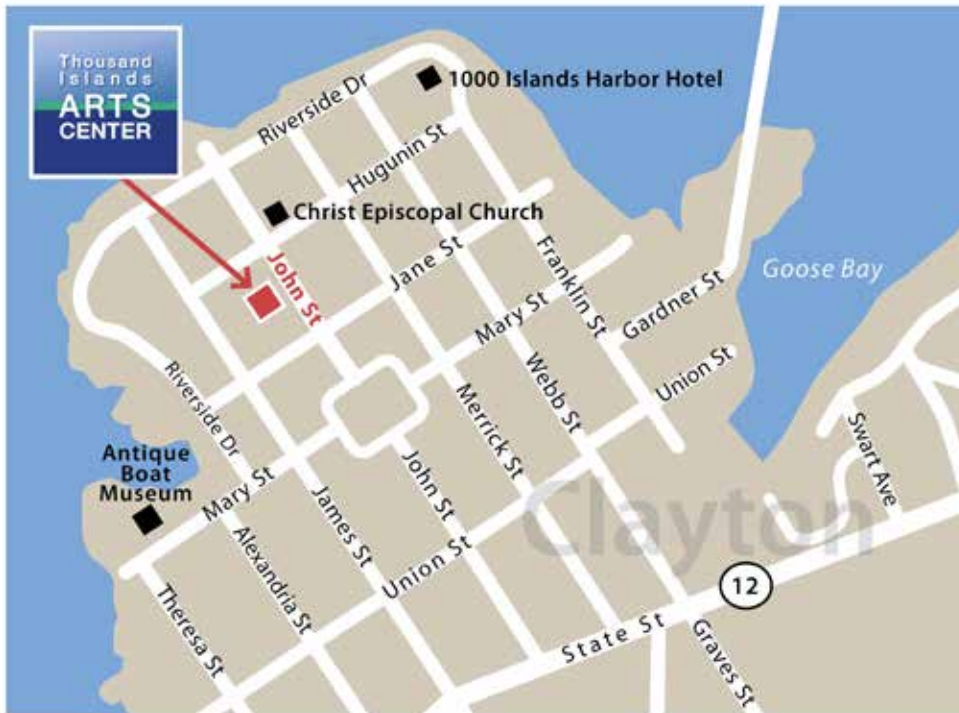 Thousand
Islands
ARTS
CENTER
Riverside Dr
1000 Islands Harbor Hotel
Hugunin St
Christ Episcopal Church
John St
Jane St
Franklin St
Goose Bay
Gardner St
Mary St
Riverside Dr
Webb St
Union St
Merrick St
Antique
Boat
Museum
Mary St
John St
James St
Swart Ave
Clayton
Alexandria St
Union St
12
Theresa St
State St
Graves St